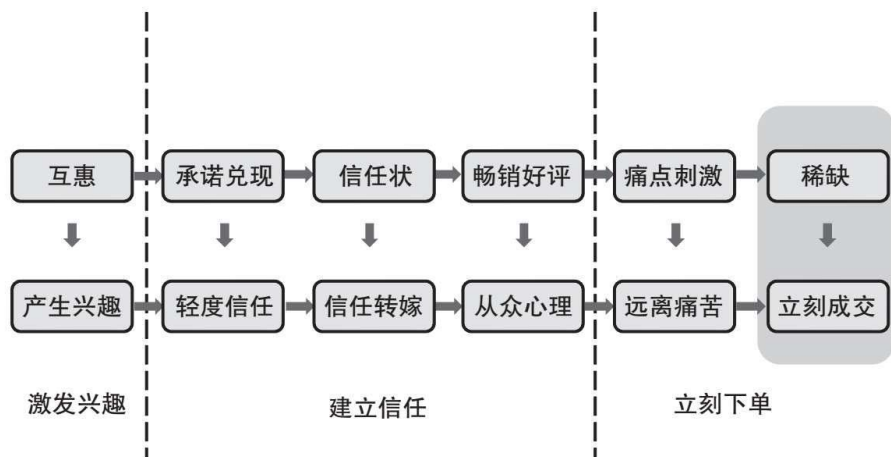 互惠
承诺兑现
信任状
畅销好评
痛点刺激
稀缺
产生兴趣
轻度信任
信任转嫁
从众心理
远离痛苦
立刻成交
激发兴趣
建立信任
立刻下单